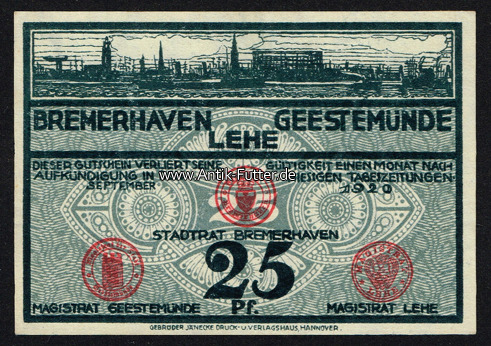 BREMERHAVEN GEESTEMÜNDE
LEHE
DIESER GUTSCHEIN VERLIERT SEINE GÜLTIGKEIT EINEN MONAT NACH
AUFKÜNDIGUNG IN DEN HIESIGEN TAGESZEITUNGEN.
www.Antik-Futter.de
SEPTEMBER 1920
STADTRAT BREMERHAVEN
25
Pf.
MAGISTRAT GEESTEMÜNDE MAGISTRAT LEHE
GEBRÜDER JÄNECKE DRUCK- U. VERLAGSHAUS, HANNOVER.